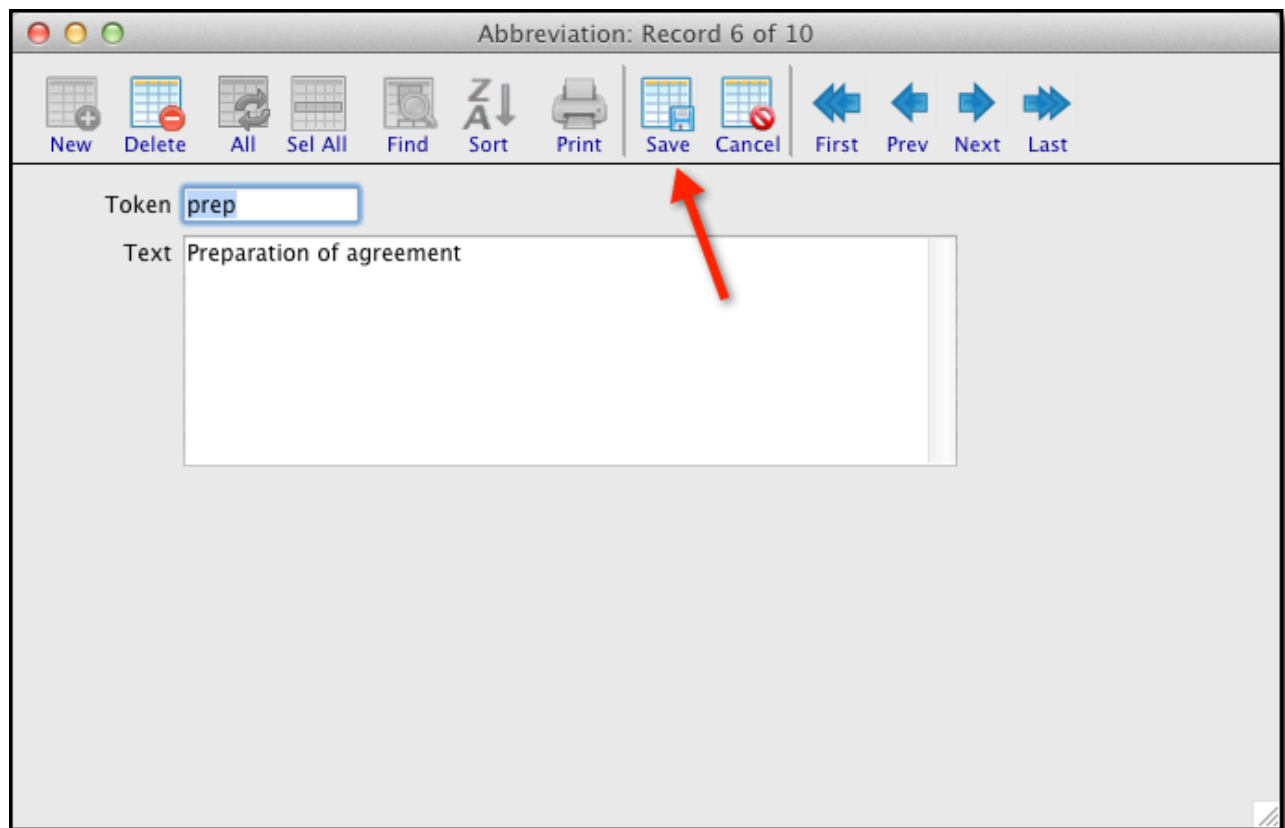 Abbreviation: Record 6 of 10
New Delete All Sel All Find Sort Print Save Cancel First Prev Next Last
Token prep
Text Preparation of agreement